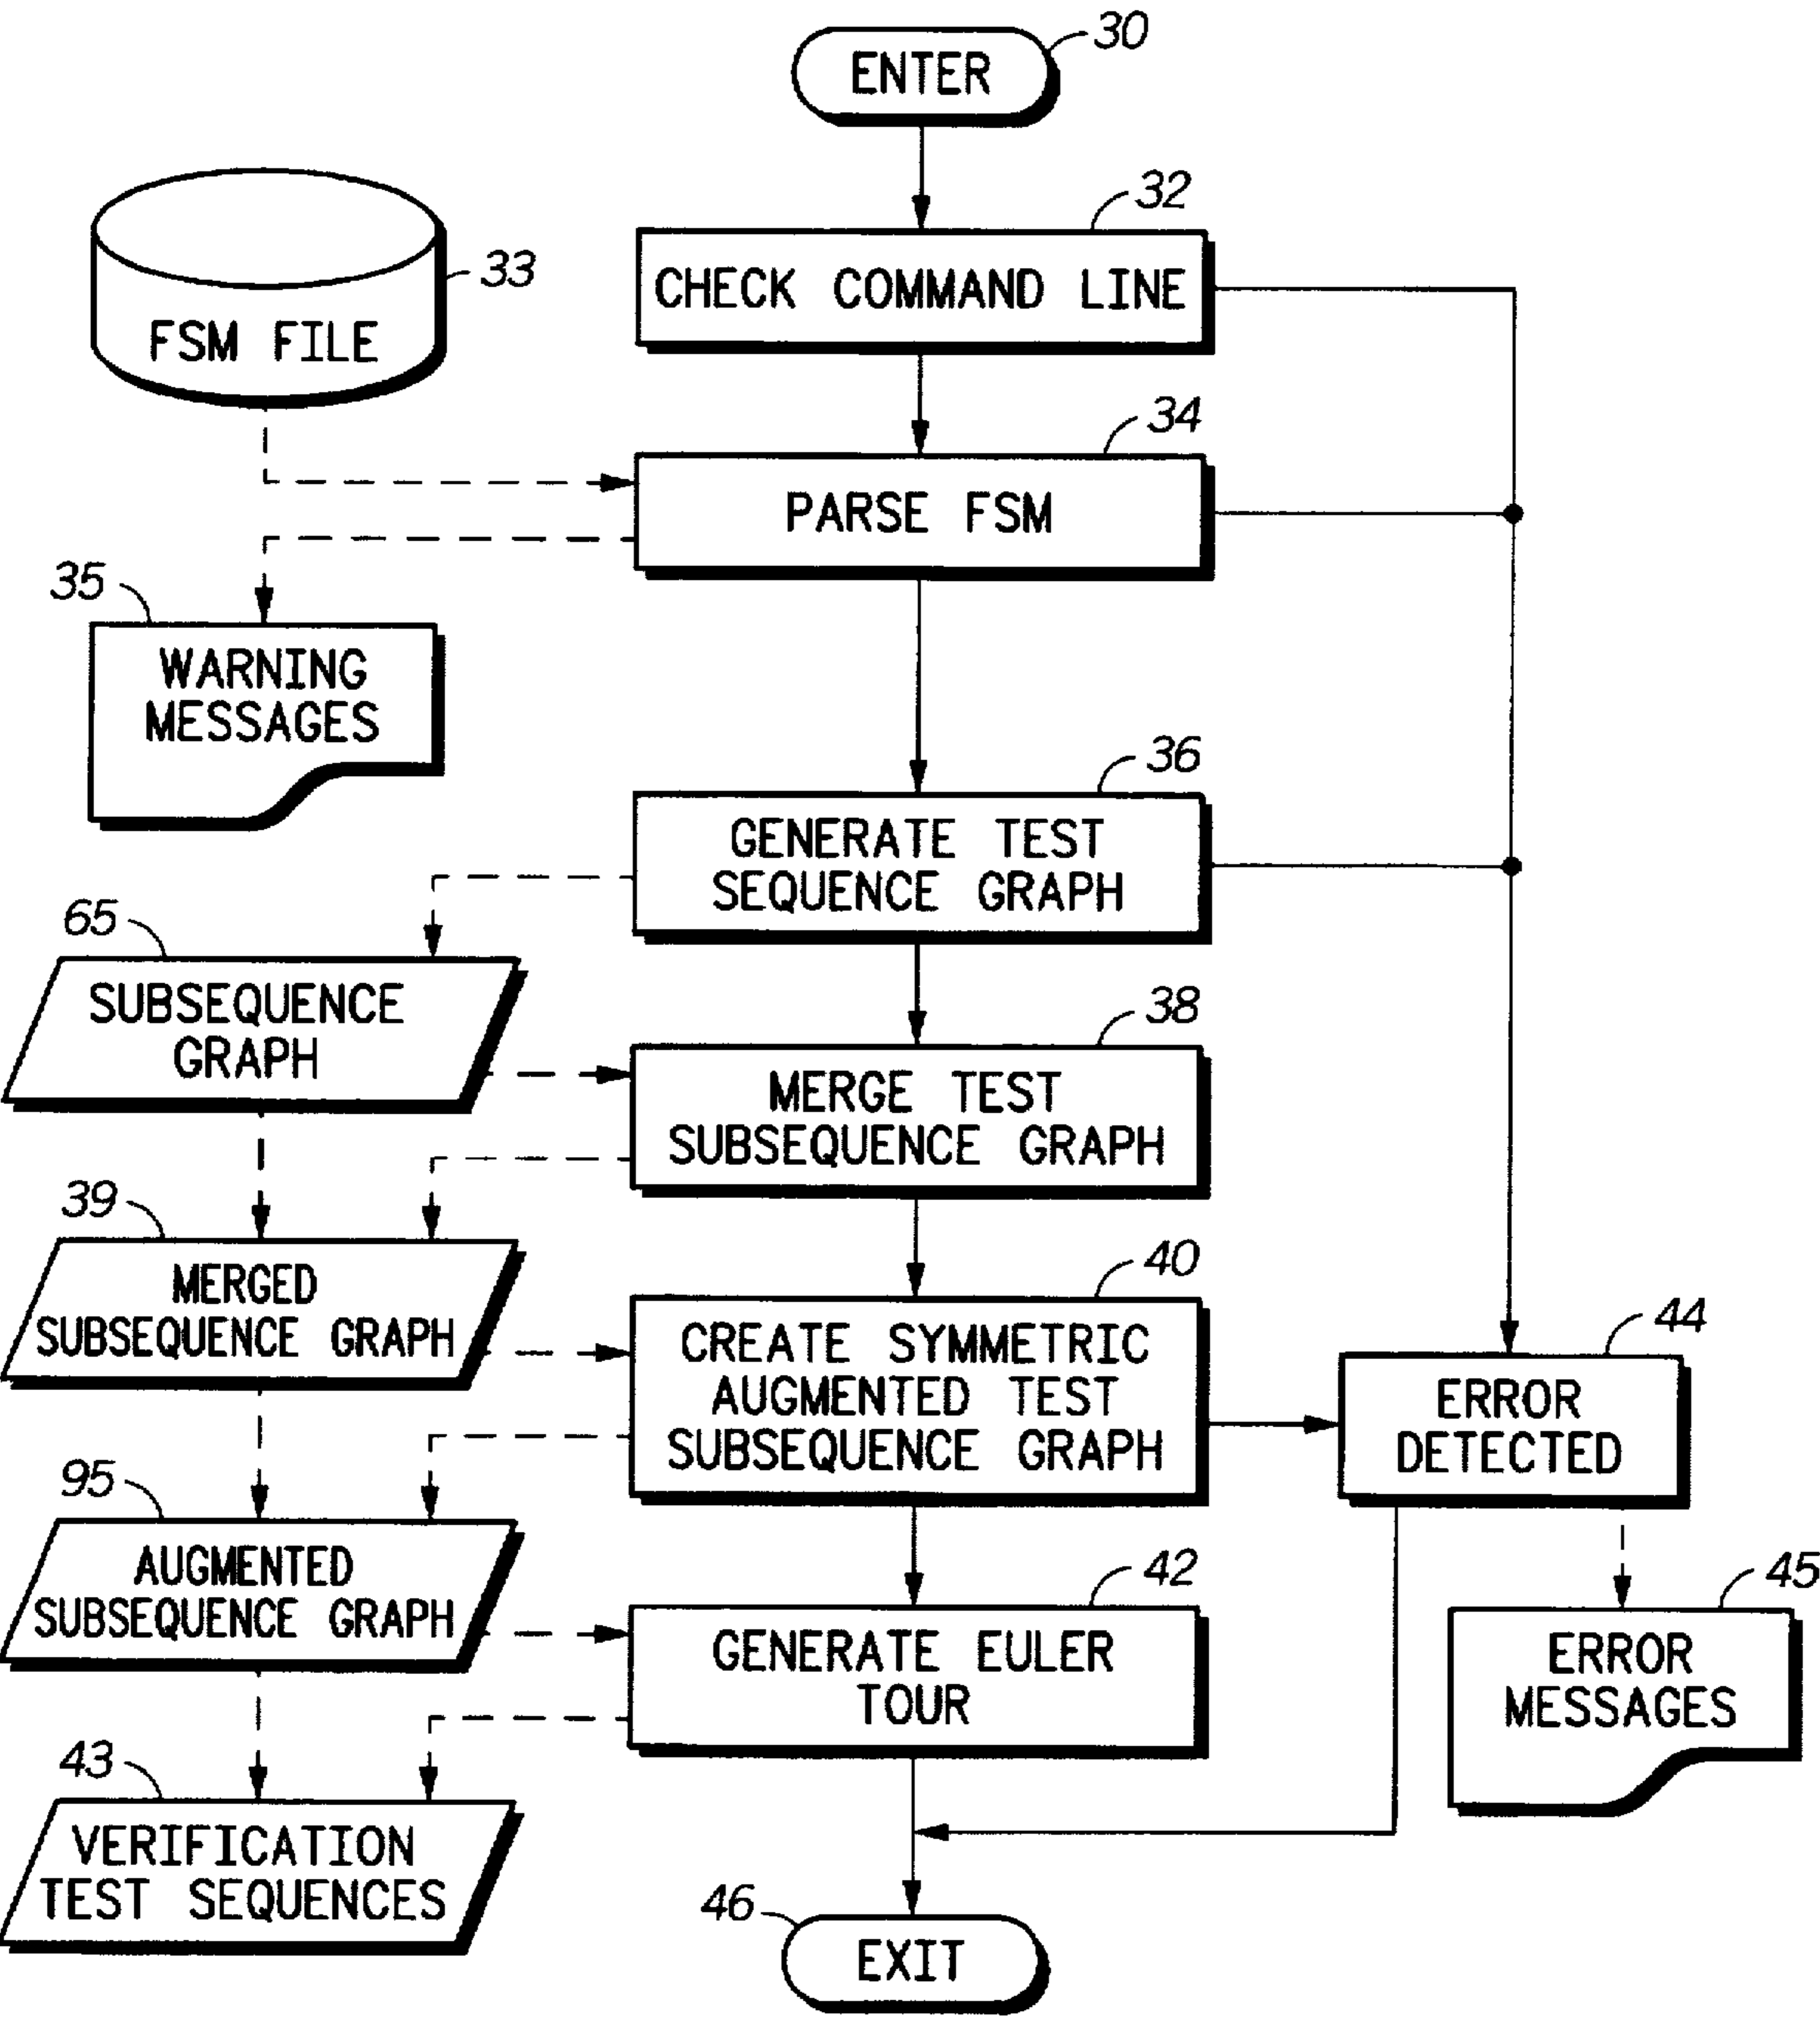 30
ENTER
32
CHECK COMMAND LINE
33
FSM FILE
34
PARSE FSM
35
WARNING
MESSAGES
36
GENERATE TEST
SEQUENCE GRAPH
65
SUBSEQUENCE
GRAPH
38
MERGE TEST
SUBSEQUENCE GRAPH
39
MERGED
SUBSEQUENCE GRAPH
40
CREATE SYMMETRIC
AUGMENTED TEST
SUBSEQUENCE GRAPH
44
ERROR
DETECTED
95
AUGMENTED
SUBSEQUENCE GRAPH
42
GENERATE EULER
TOUR
45
ERROR
MESSAGES
43
VERIFICATION
TEST SEQUENCES
46
EXIT